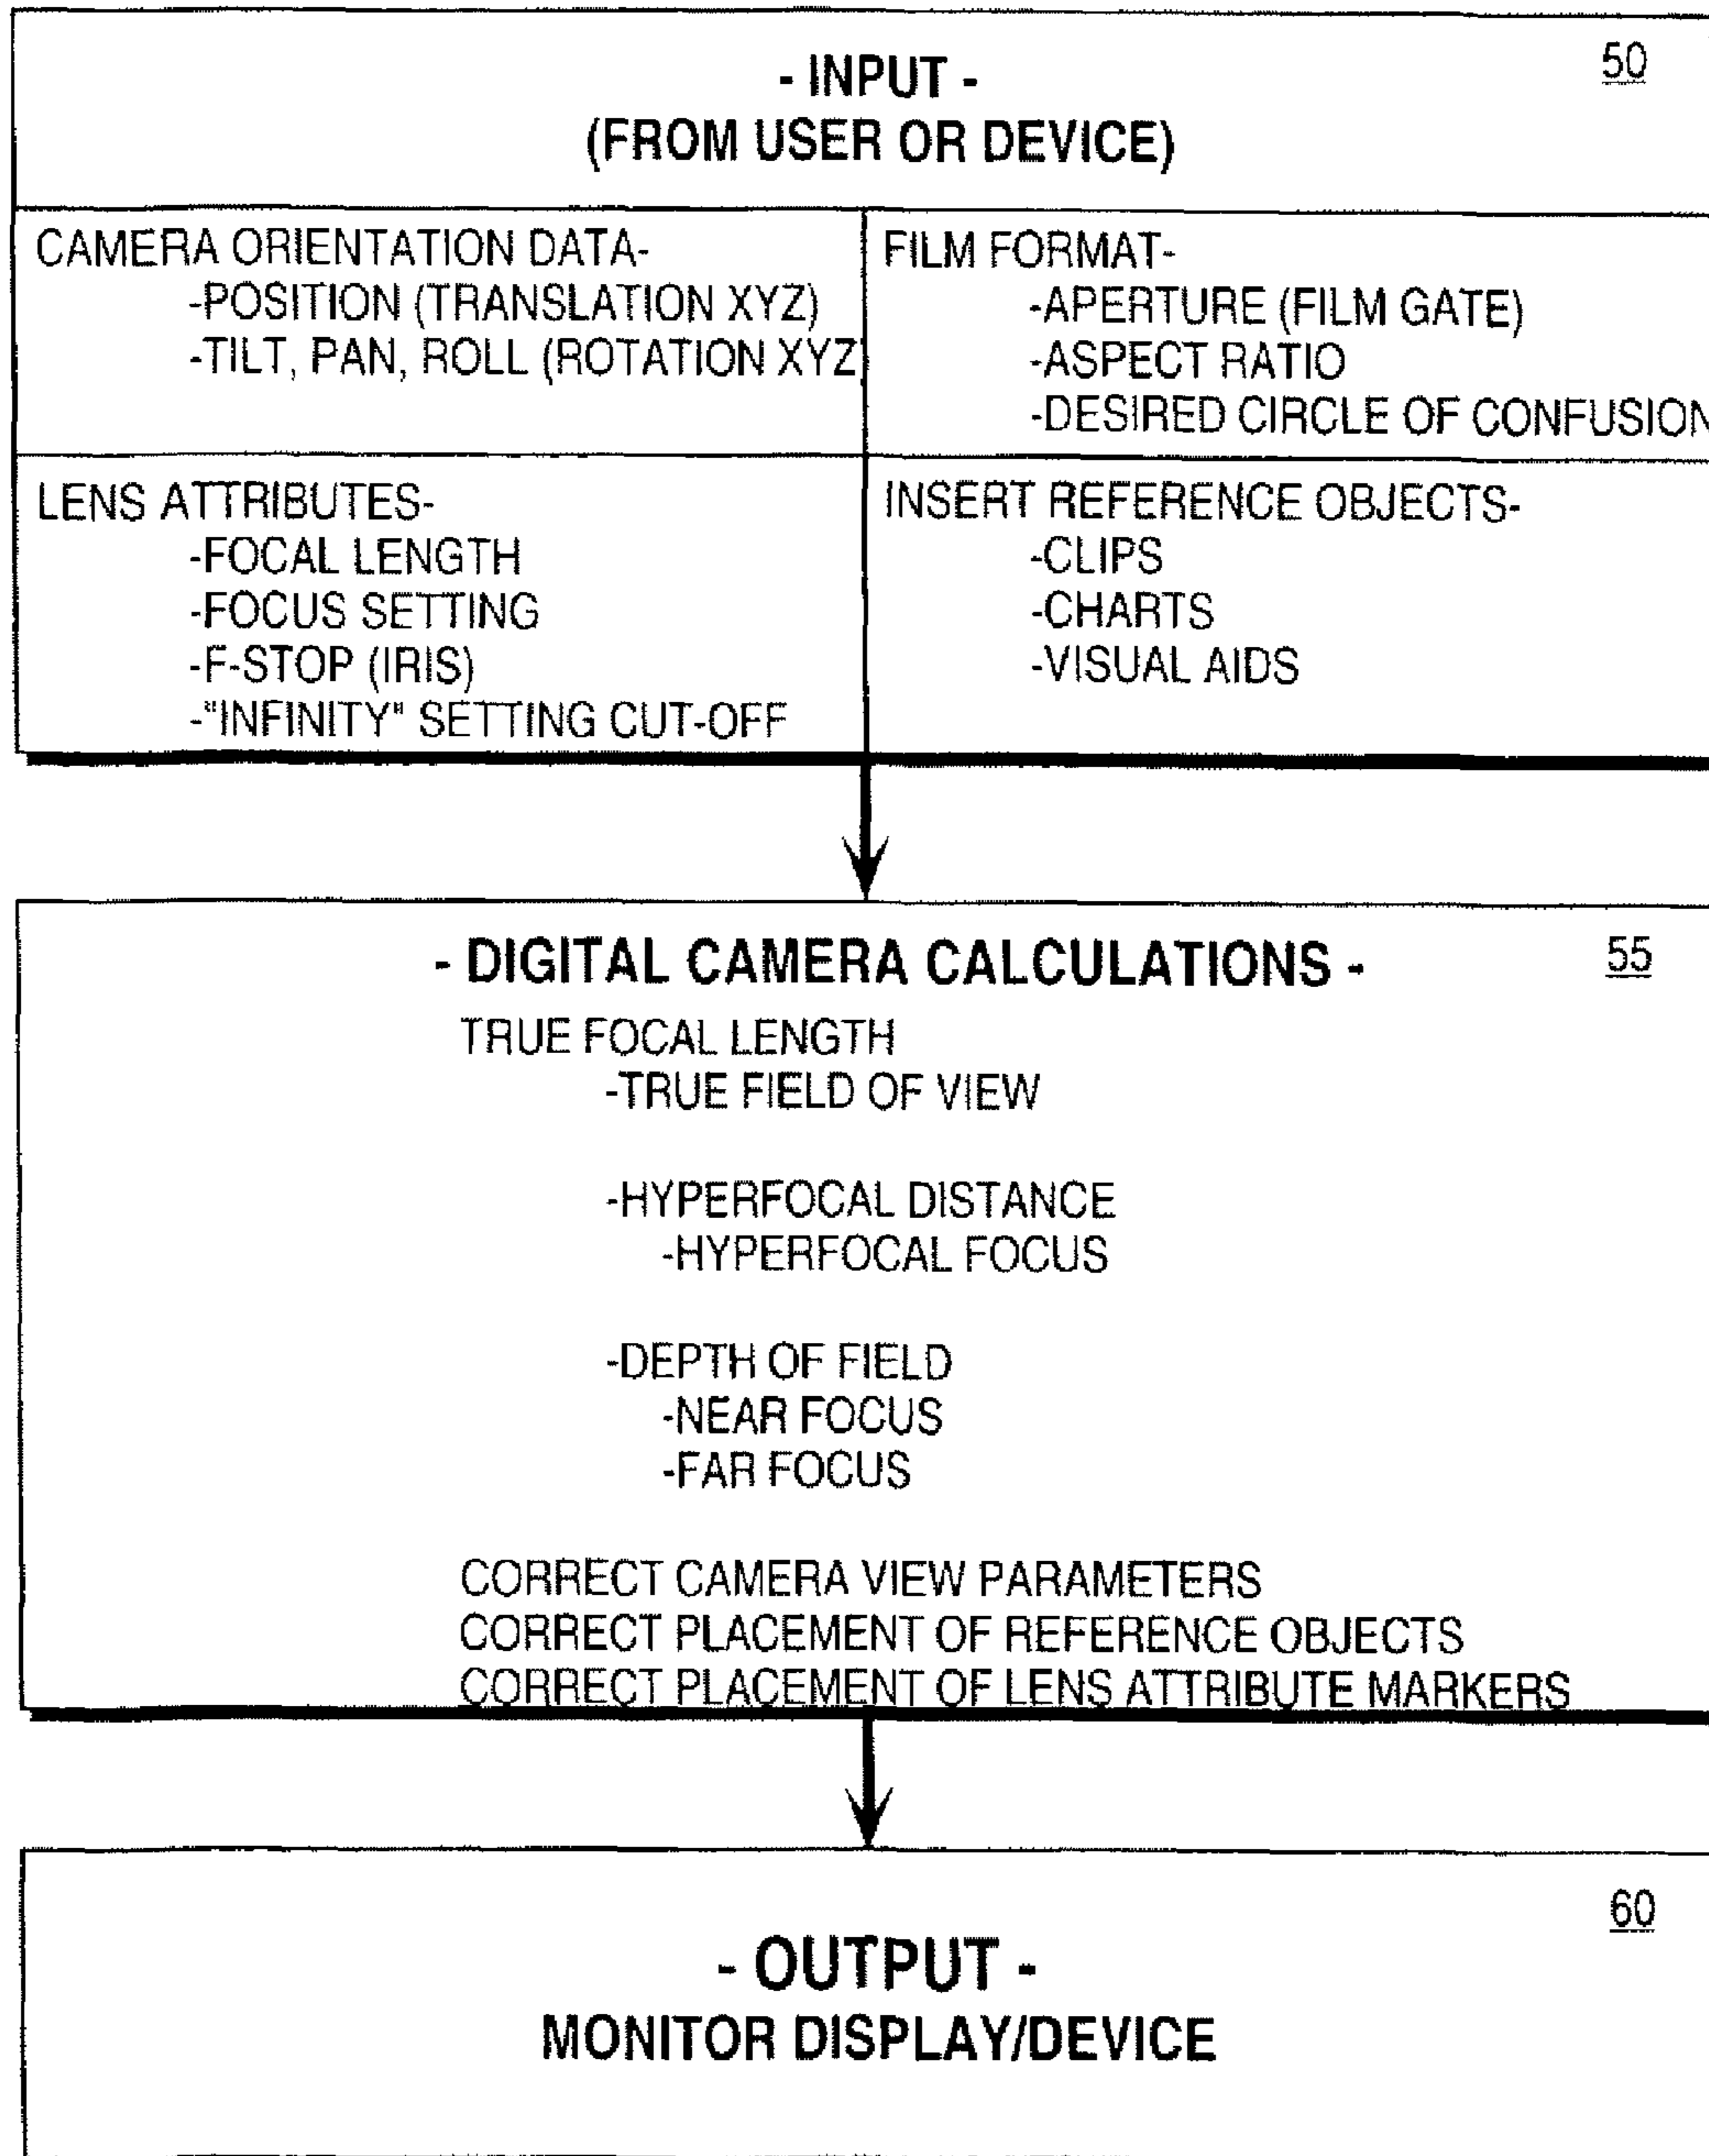 - INPUT -
50
(FROM USER OR DEVICE)
CAMERA ORIENTATION DATA-
-POSITION (TRANSLATION XYZ)
-TILT, PAN, ROLL (ROTATION XYZ)
FILM FORMAT-
-APERTURE (FILM GATE)
-ASPECT RATIO
-DESIRED CIRCLE OF CONFUSION
LENS ATTRIBUTES-
-FOCAL LENGTH
-FOCUS SETTING
-F-STOP (IRIS)
-"INFINITY" SETTING CUT-OFF
INSERT REFERENCE OBJECTS-
-CLIPS
-CHARTS
-VISUAL AIDS
- DIGITAL CAMERA CALCULATIONS -
55
TRUE FOCAL LENGTH
-TRUE FIELD OF VIEW
-HYPERFOCAL DISTANCE
-HYPERFOCAL FOCUS
-DEPTH OF FIELD
-NEAR FOCUS
-FAR FOCUS
CORRECT CAMERA VIEW PARAMETERS
CORRECT PLACEMENT OF REFERENCE OBJECTS
CORRECT PLACEMENT OF LENS ATTRIBUTE MARKERS
60
- OUTPUT -
MONITOR DISPLAY/DEVICE